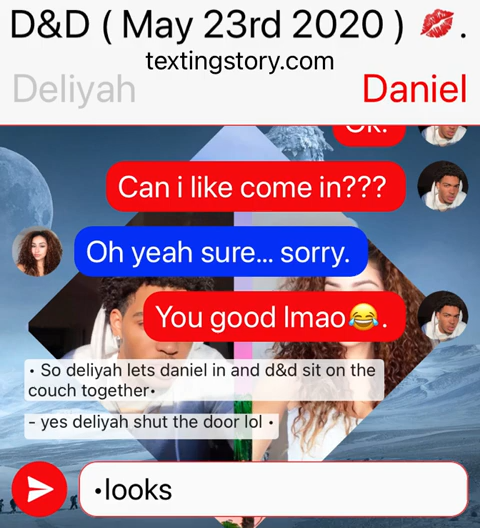 D&D ( May 23rd 2020 ) 💋.
textingstory.com
Deliyah Daniel
OK.
Can i like come in???
Oh yeah sure... sorry.
You good lmao😂.
• So deliyah lets daniel in and d&d sit on the
couch together•
- yes deliyah shut the door lol •
•looks